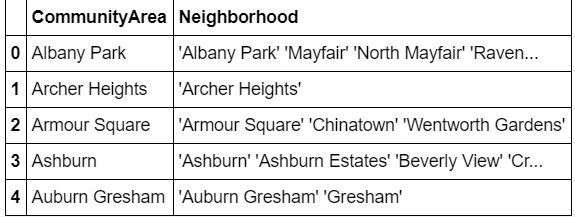 CommunityArea Neighborhood
0 Albany Park 'Albany Park' 'Mayfair' 'North Mayfair' 'Raven...
1 Archer Heights 'Archer Heights'
2 Armour Square 'Armour Square' 'Chinatown' 'Wentworth Gardens'
3 Ashburn 'Ashburn' 'Ashburn Estates' 'Beverly View' 'Cr...
4 Auburn Gresham 'Auburn Gresham' 'Gresham'